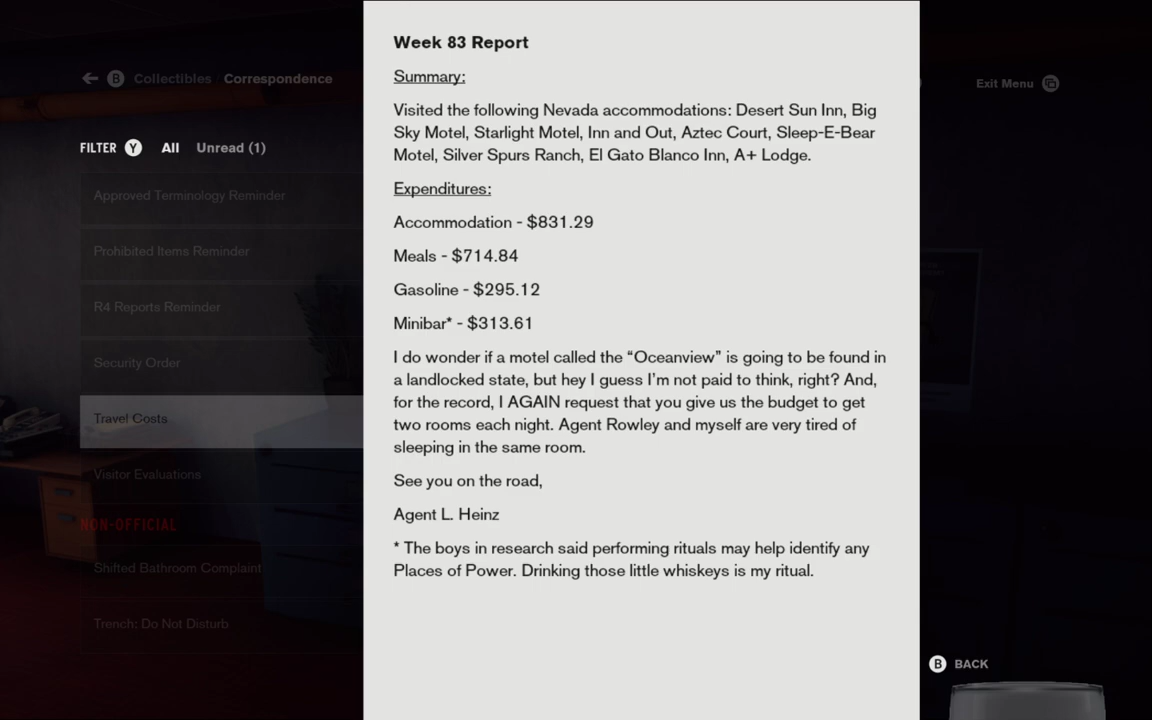 Collectibles Correspondence
Exit Menu
FILTER Y All Unread (1)
Approved Terminology Reminder
Prohibited Items Reminder
R4 Reports Reminder
Security Order
Travel Costs
Visitor Evaluations
NON-OFFICIAL
Shifted Bathroom Complaint
Trench: Do Not Disturb
Week 83 Report
Summary:
Visited the following Nevada accommodations: Desert Sun Inn, Big
Sky Motel, Starlight Motel, Inn and Out, Aztec Court, Sleep-E-Bear
Motel, Silver Spurs Ranch, El Gato Blanco Inn, A+ Lodge.
Expenditures:
Accommodation - $831.29
Meals - $714.84
Gasoline - $295.12
Minibar* - $313.61
I do wonder if a motel called the “Oceanview” is going to be found in
a landlocked state, but hey I guess I’m not paid to think, right? And,
for the record, I AGAIN request that you give us the budget to get
two rooms each night. Agent Rowley and myself are very tired of
sleeping in the same room.
See you on the road,
Agent L. Heinz
* The boys in research said performing rituals may help identify any
Places of Power. Drinking those little whiskeys is my ritual.
B BACK